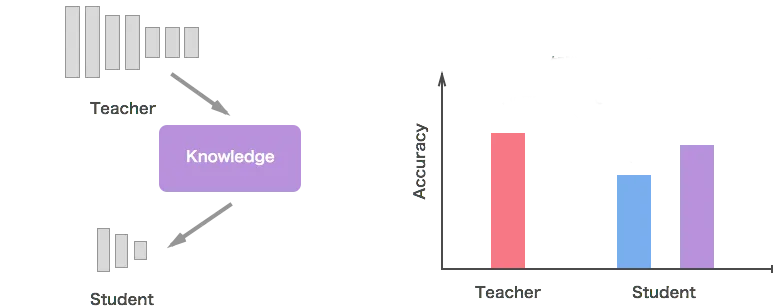 Teacher
Knowledge
Student
Accuracy
Teacher
Student